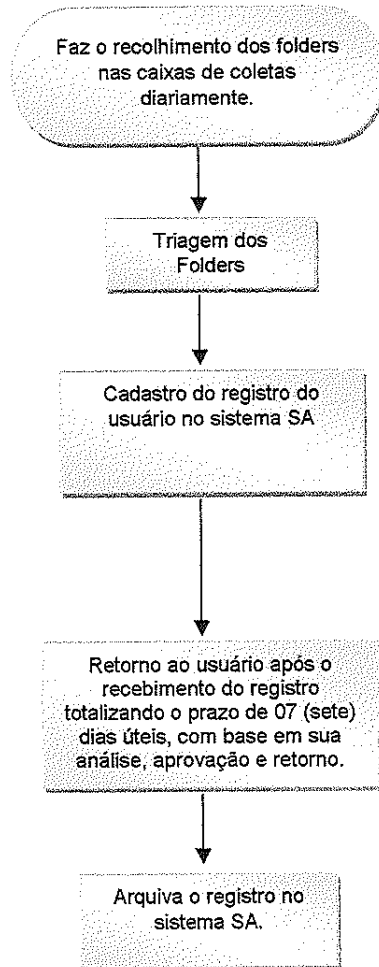 Faz o recolhimento dos folders
nas caixas de coletas
diariamente.
Triagem dos
Folders
Cadastro do registro do
usuário no sistema SA
Retorno ao usuário após o
recebimento do registro
totalizando o prazo de 07 (sete)
dias úteis, com base em sua
análise, aprovação e retorno.
Arquiva o registro no
sistema SA.